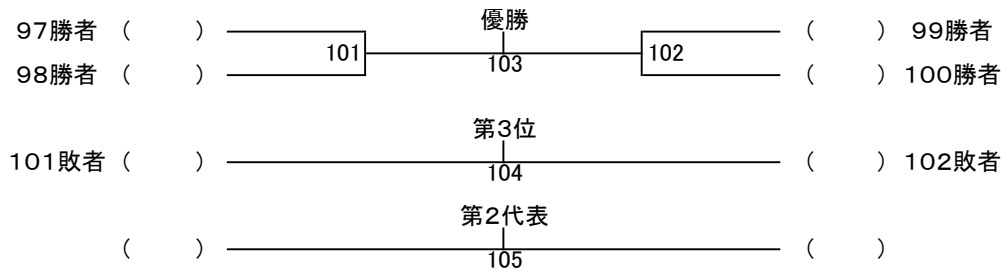 優勝
97勝者 (　　) 101 102 (　　) 99勝者
103
98勝者 (　　) (　　) 100勝者
第3位
101敗者 (　　) (　　) 102敗者
104
第2代表
(　　) (　　)
105